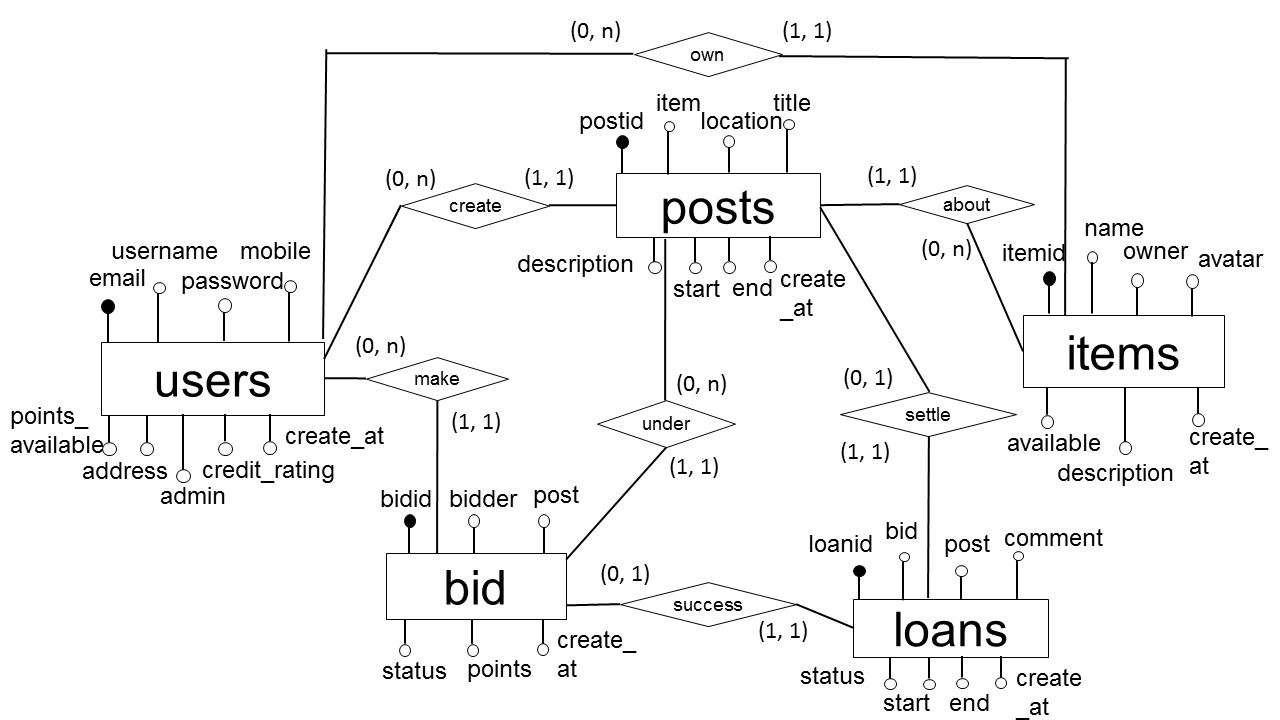 (0, n)
own
(1, 1)
postid
item
location
title
(0, n)
create
(1, 1)
posts
(1, 1)
about
(0, n)
description
start
end
create
_at
itemid
name
owner
avatar
items
available
description
create_
at
email
username
password
mobile
users
points_
available
address
admin
credit_rating
create_at
(0, n)
make
(1, 1)
(0, n)
under
(1, 1)
(0, 1)
settle
(1, 1)
bidid
bidder
post
bid
status
points
create_
at
(0, 1)
success
(1, 1)
loanid
bid
post
comment
loans
status
start
end
create
_at